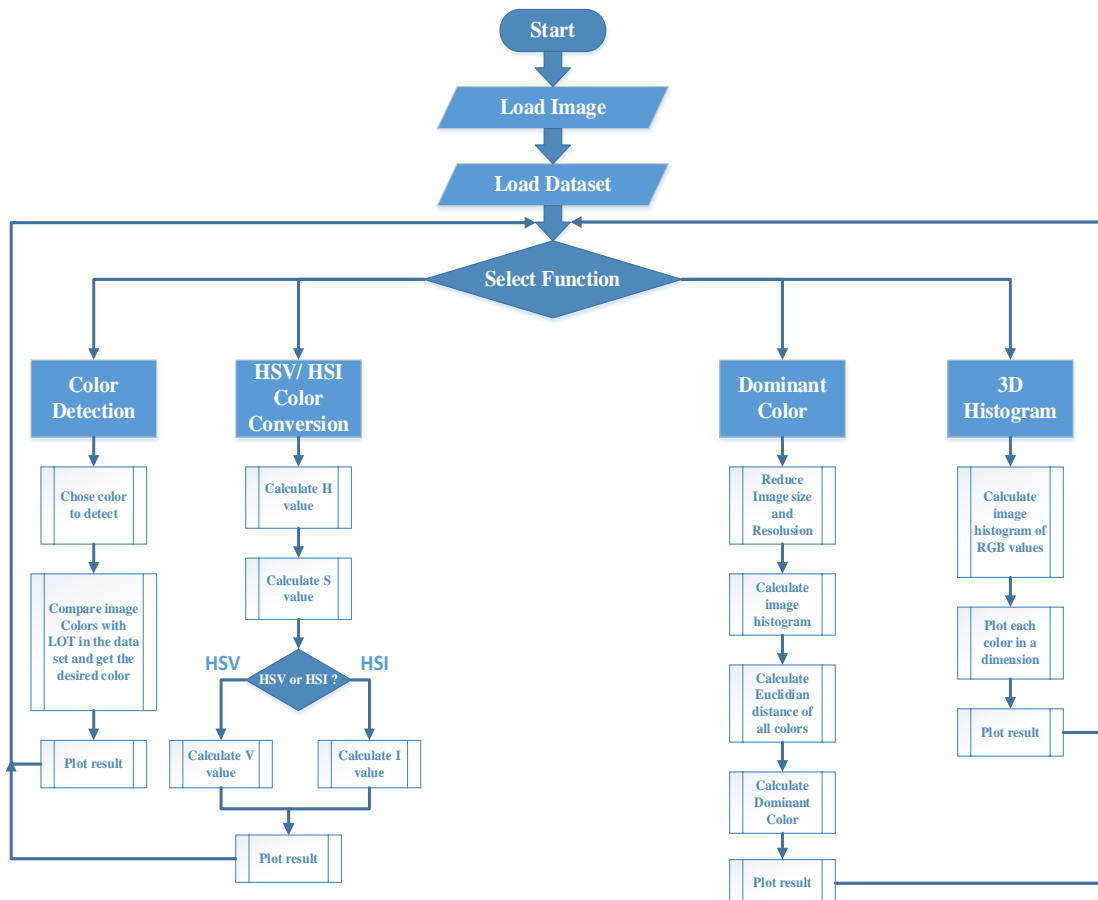 Start
Load Image
Load Dataset
Select Function
Color
Detection
Chose color
to detect
Compare image
Colors with
LOT in the data
set and get the
desired color
Plot result
HSV/ HSI
Color
Conversion
Calculate H
value
Calculate S
value
HSV
HSV or HSI ?
HSI
Calculate V
value
Calculate I
value
Plot result
Dominant
Color
Reduce
Image size
and
Resolusion
Calculate
image
histogram
Calculate
Euclidian
distance of
all colors
Calculate
Dominant
Color
Plot result
3D
Histogram
Calculate
image
histogram of
RGB values
Plot each
color in a
dimension
Plot result